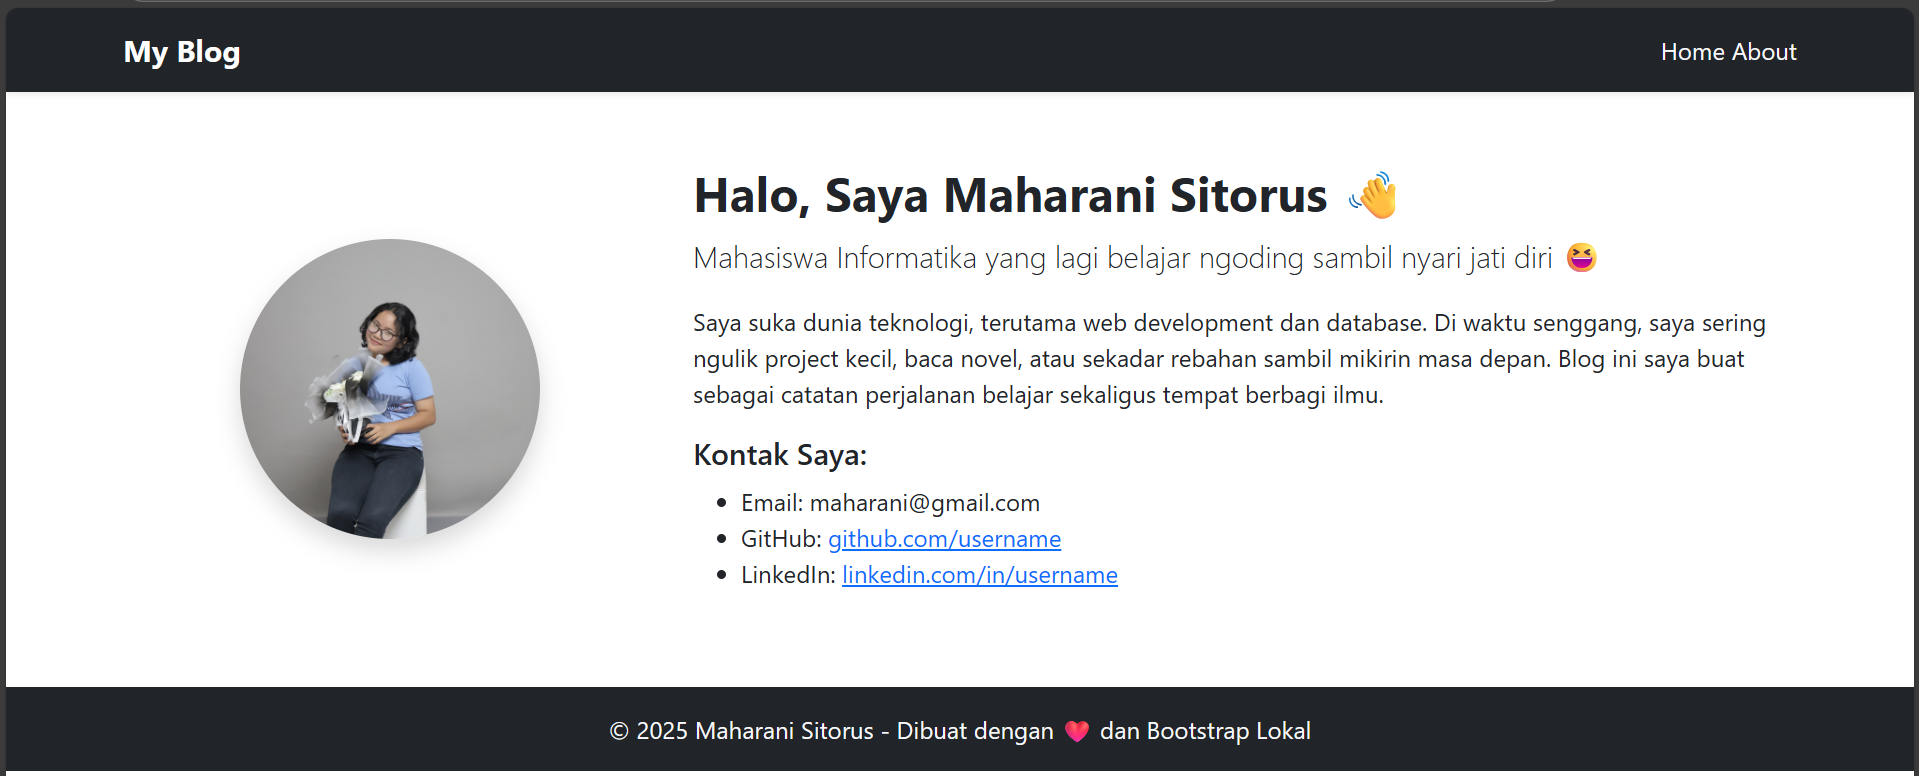 My Blog
Home About
Halo, Saya Maharani Sitorus 👋
Mahasiswa Informatika yang lagi belajar ngoding sambil nyari jati diri 😆
Saya suka dunia teknologi, terutama web development dan database. Di waktu senggang, saya sering
ngulik project kecil, baca novel, atau sekadar rebahan sambil mikirin masa depan. Blog ini saya buat
sebagai catatan perjalanan belajar sekaligus tempat berbagi ilmu.
Kontak Saya:
• Email: maharani@gmail.com
• GitHub: github.com/username
• LinkedIn: linkedin.com/in/username
© 2025 Maharani Sitorus - Dibuat dengan ❤️ dan Bootstrap Lokal